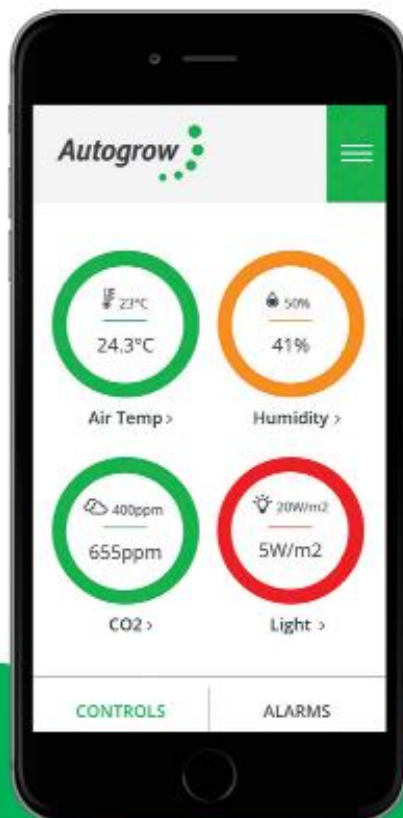 Autogrow
23°C
24.3°C
Air Temp >
50%
41%
Humidity >
400ppm
655ppm
CO2 >
20W/m2
5W/m2
Light >
CONTROLS
ALARMS